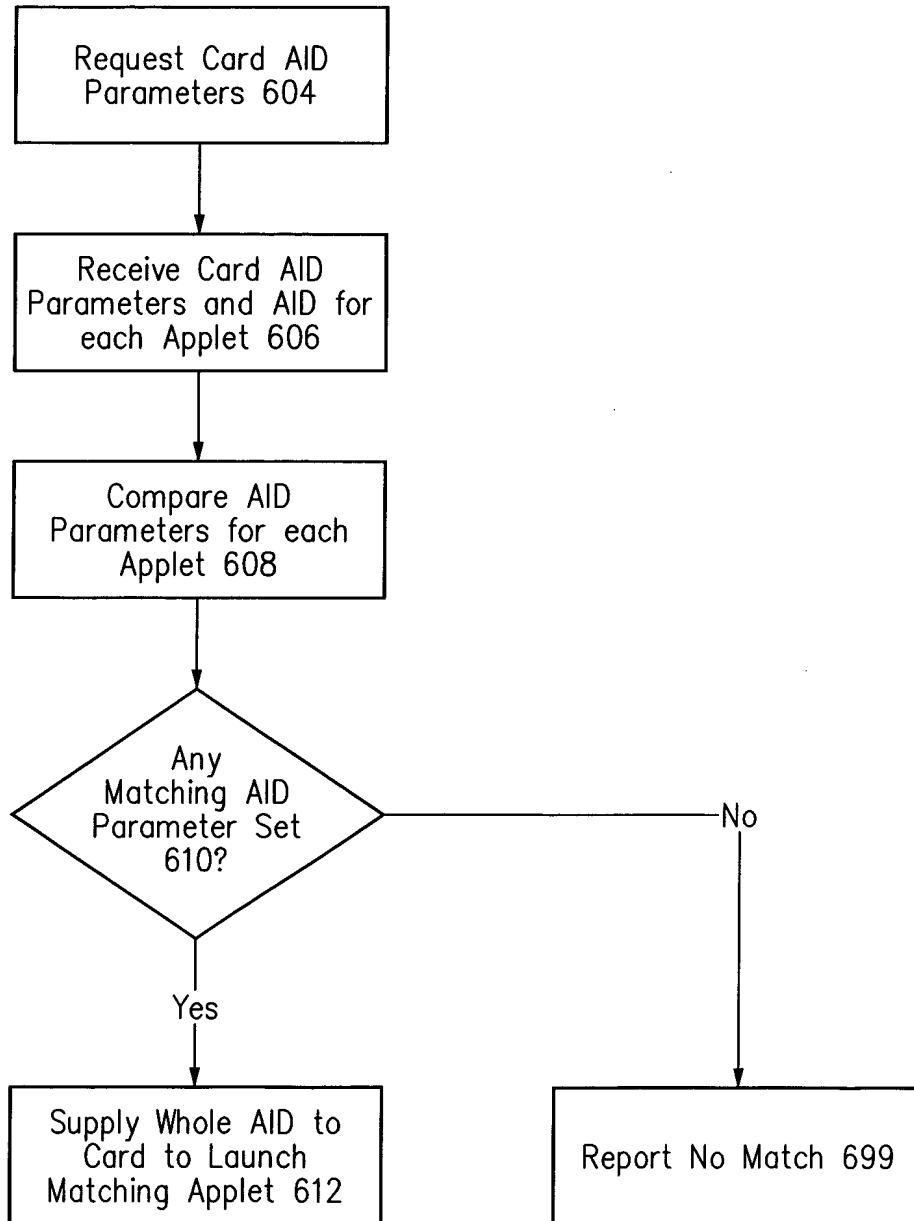 Request Card AID
Parameters 604
Receive Card AID
Parameters and AID for
each Applet 606
Compare AID
Parameters for each
Applet 608
Any
Matching AID
Parameter Set
610?
No
Yes
Supply Whole AID to
Card to Launch
Matching Applet 612
Report No Match 699